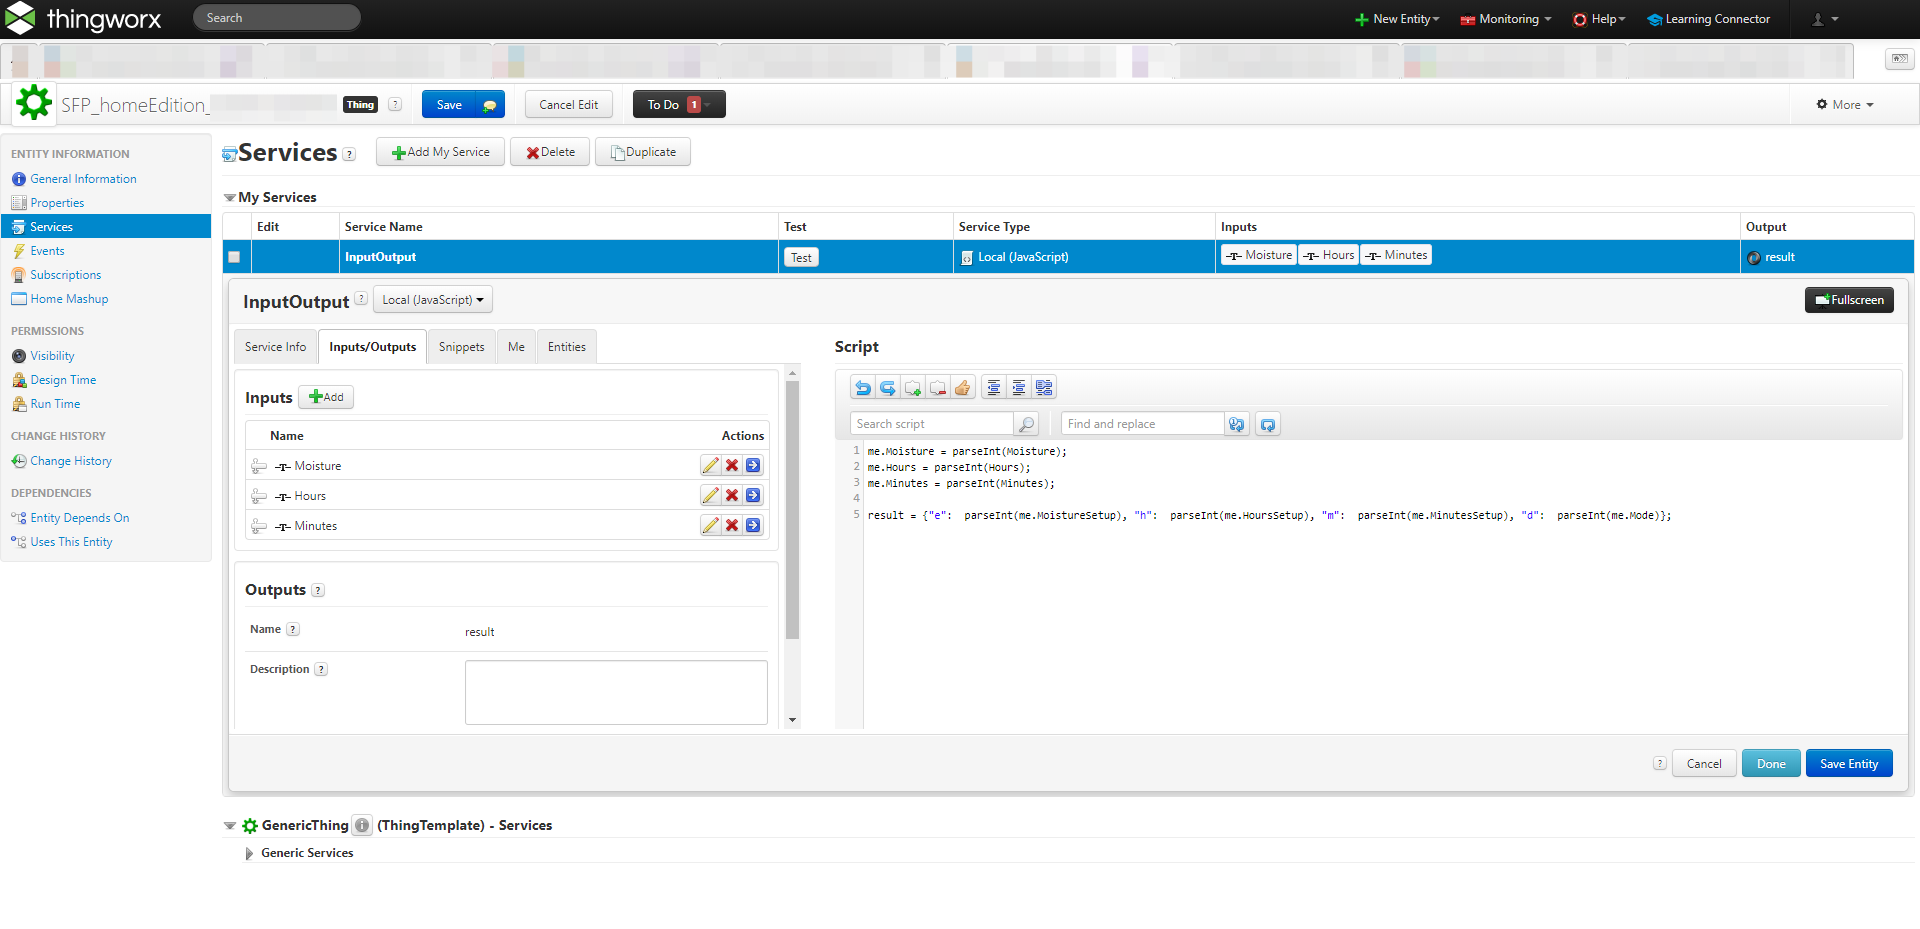 thingworx
Search
New Entity
Monitoring
Help
Learning Connector
SFP_homeEdition_
Thing
?
Save
Cancel Edit
To Do 1
More
ENTITY INFORMATION
General Information
Properties
Services
Events
Subscriptions
Home Mashup
PERMISSIONS
Visibility
Design Time
Run Time
CHANGE HISTORY
Change History
DEPENDENCIES
Entity Depends On
Uses This Entity
Services ?
Add My Service
Delete
Duplicate
My Services
Edit Service Name Test Service Type Inputs Output
InputOutput Test Local (JavaScript) Moisture Hours Minutes result
InputOutput ? Local (JavaScript)
Fullscreen
Service Info Inputs/Outputs Snippets Me Entities
Inputs Add
Name Actions
Moisture
Hours
Minutes
Outputs ?
Name ? result
Description ?
Script
Search script
Find and replace
1 me.Moisture = parseInt(Moisture);
2 me.Hours = parseInt(Hours);
3 me.Minutes = parseInt(Minutes);
4
5 result = {"e":  parseInt(me.MoistureSetup), "h":  parseInt(me.HoursSetup), "m":  parseInt(me.MinutesSetup), "d":  parseInt(me.Mode)};
? Cancel Done Save Entity
GenericThing (ThingTemplate) - Services
Generic Services